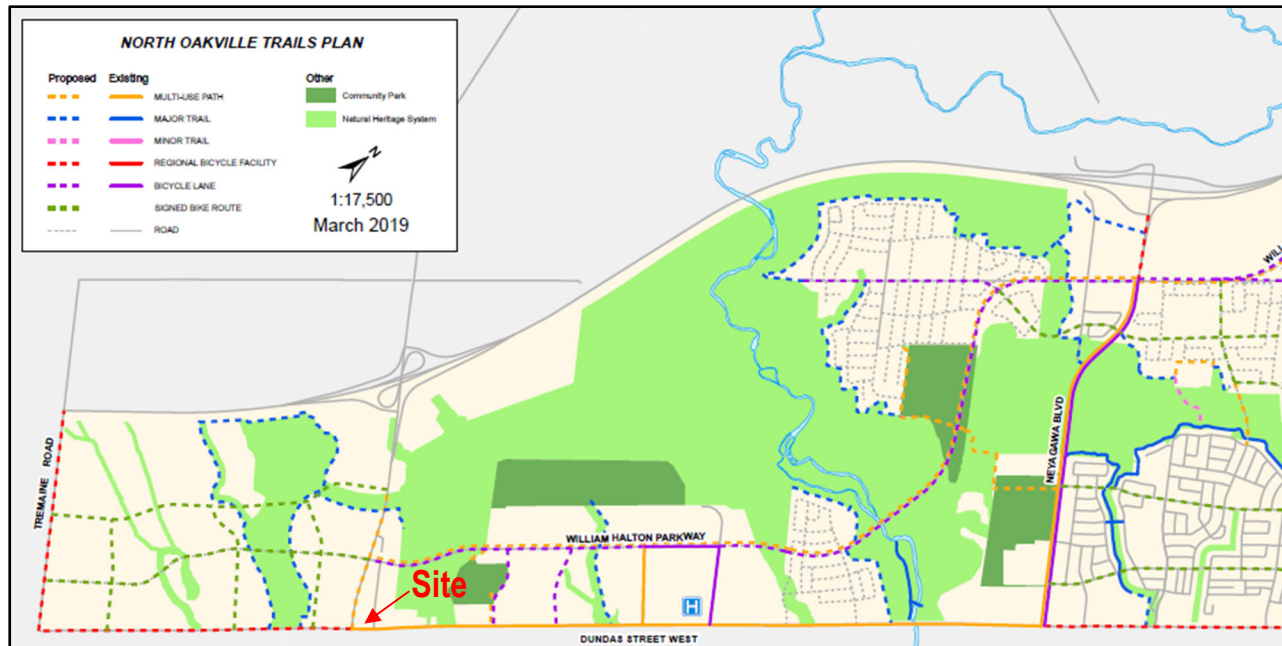 NORTH OAKVILLE TRAILS PLAN
Proposed Existing
MULTI-USE PATH
MAJOR TRAIL
MINOR TRAIL
REGIONAL BICYCLE FACILITY
BICYCLE LANE
SIGNED BIKE ROUTE
ROAD
Other
Community Park
Natural Heritage System
N
1:17,500
March 2019
WILL
TREMAINE ROAD
NEYAGAWA BLVD
WILLIAM HALTON PARKWAY
Site
H
DUNDAS STREET WEST